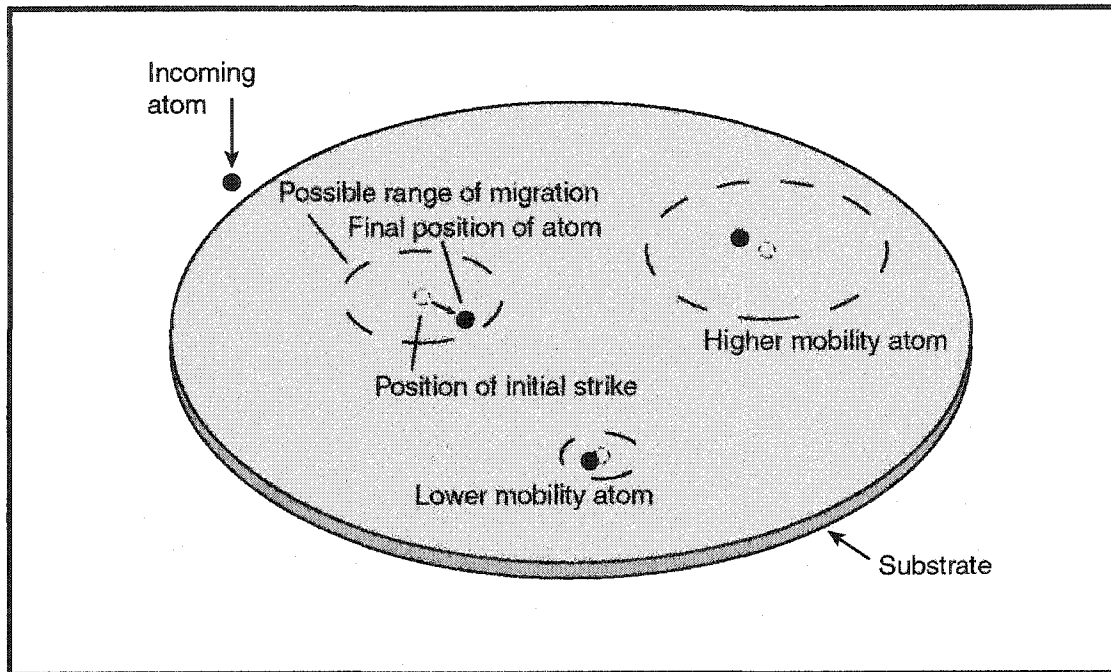 Incoming
atom
Possible range of migration
Final position of atom
Higher mobility atom
Position of initial strike
Lower mobility atom
Substrate